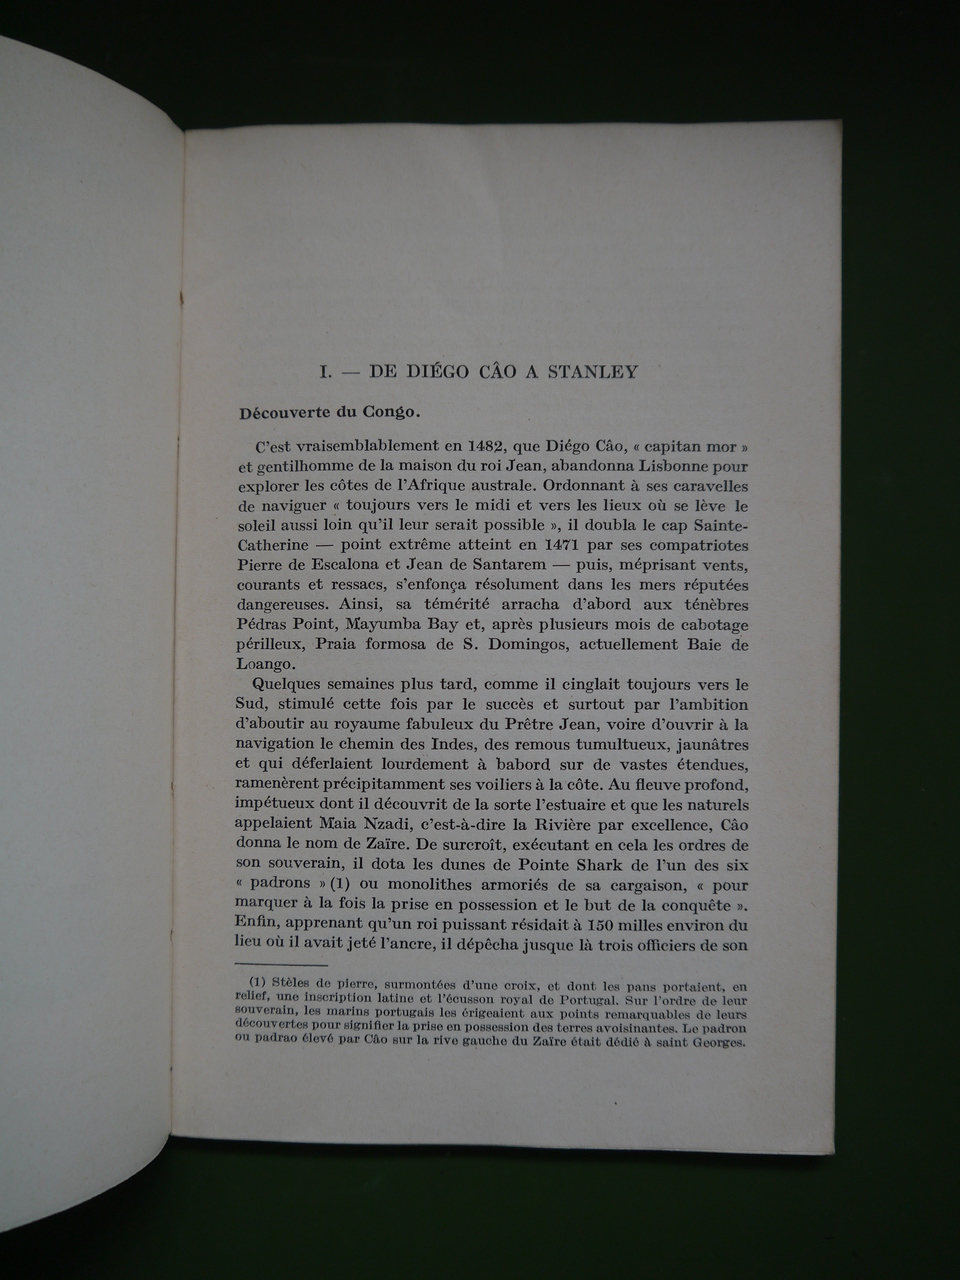 I. — DE DIÉGO CÂO A STANLEY
Découverte du Congo.
C'est vraisemblablement en 1482, que Diégo Câo, « capitan mor »
et gentilhomme de la maison du roi Jean, abandonna Lisbonne pour
explorer les côtes de l'Afrique australe. Ordonnant à ses caravelles
de naviguer « toujours vers le midi et vers les lieux où se lève le
soleil aussi loin qu'il leur serait possible », il doubla le cap Sainte-
Catherine — point extrême atteint en 1471 par ses compatriotes
Pierre de Escalona et Jean de Santarem — puis, méprisant vents,
courants et ressacs, s'enfonça résolument dans les mers réputées
dangereuses. Ainsi, sa témérité arracha d'abord aux ténèbres
Pédras Point, Mayumba Bay et, après plusieurs mois de cabotage
périlleux, Praia formosa de S. Domingos, actuellement Baie de
Loango.
Quelques semaines plus tard, comme il cinglait toujours vers le
Sud, stimulé cette fois par le succès et surtout par l'ambition
d'aboutir au royaume fabuleux du Prêtre Jean, voire d'ouvrir à la
navigation le chemin des Indes, des remous tumultueux, jaunâtres
et qui déferlaient lourdement à babord sur de vastes étendues,
ramenèrent précipitamment ses voiliers à la côte. Au fleuve profond,
impétueux dont il découvrit de la sorte l'estuaire et que les naturels
appelaient Maia Nzadi, c'est-à-dire la Rivière par excellence, Câo
donna le nom de Zaïre. De surcroît, exécutant en cela les ordres de
son souverain, il dota les dunes de Pointe Shark de l'un des six
« padrons » (1) ou monolithes armoriés de sa cargaison, « pour
marquer à la fois la prise en possession et le but de la conquête ».
Enfin, apprenant qu'un roi puissant résidait à 150 milles environ du
lieu où il avait jeté l'ancre, il dépêcha jusque là trois officiers de son
(1) Stèles de pierre, surmontées d'une croix, et dont les pans portaient, en
relief, une inscription latine et l'écusson royal de Portugal. Sur l'ordre de leur
souverain, les marins portugais les érigeaient aux points remarquables de leurs
découvertes pour signifier la prise en possession des terres avoisinantes. Le padron
ou padrao élevé par Câo sur la rive gauche du Zaïre était dédié à saint Georges.